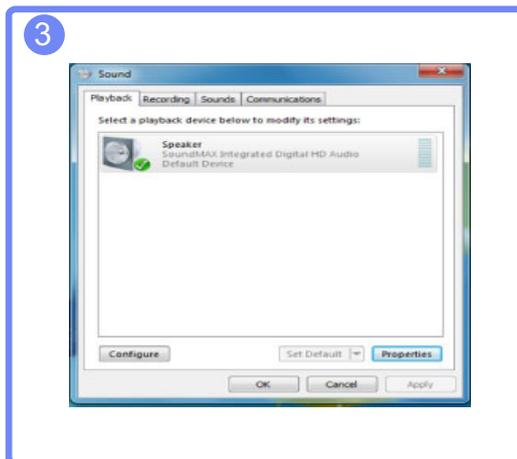 3
Sound
Playback Recording Sounds Communications
Select a playback device below to modify its settings:
Speaker
SoundMAX Integrated Digital HD Audio
Default Device
Configure Set Default Properties
OK Cancel Apply